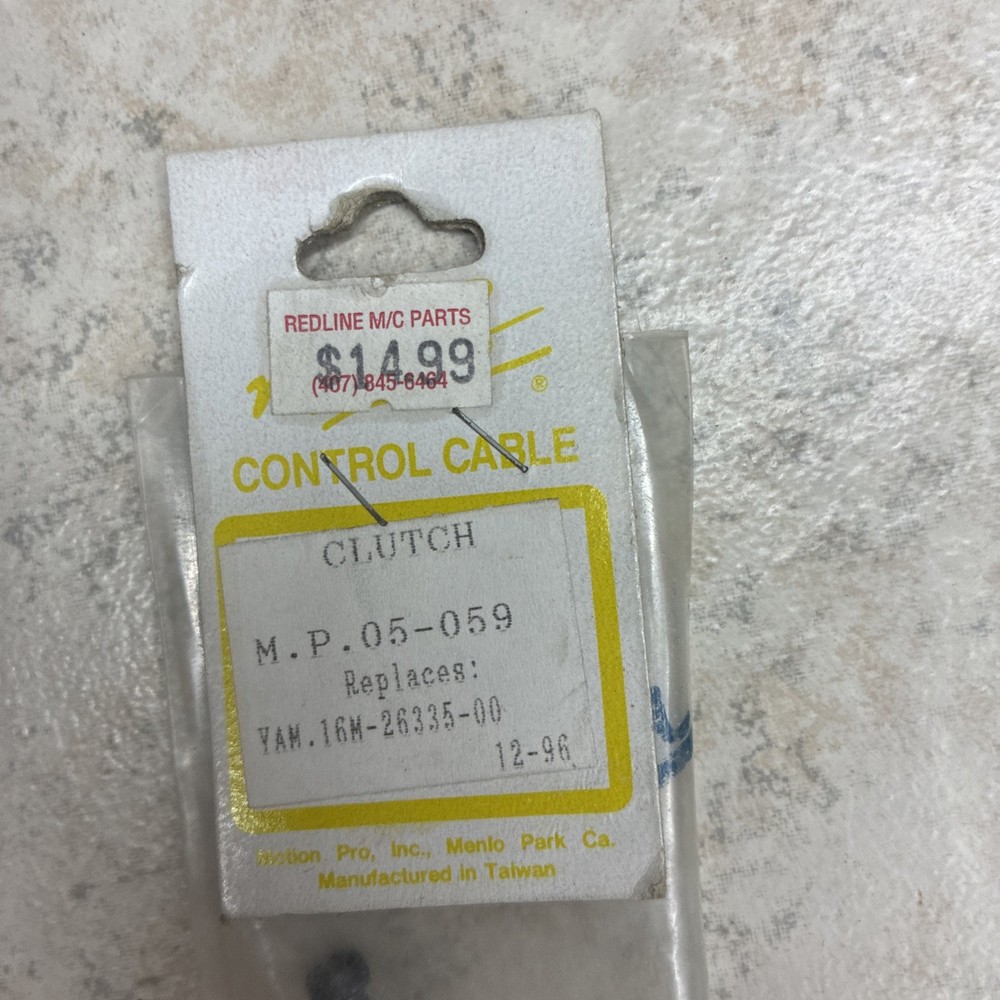 REDLINE M/C PARTS
$14.99
(407) 845-6464
®
CONTROL CABLE
CLUTCH
M.P.05-059
Replaces:
YAM.16M-26335-00
12-96
Motion Pro, Inc., Menlo Park Ca.
Manufactured in Taiwan